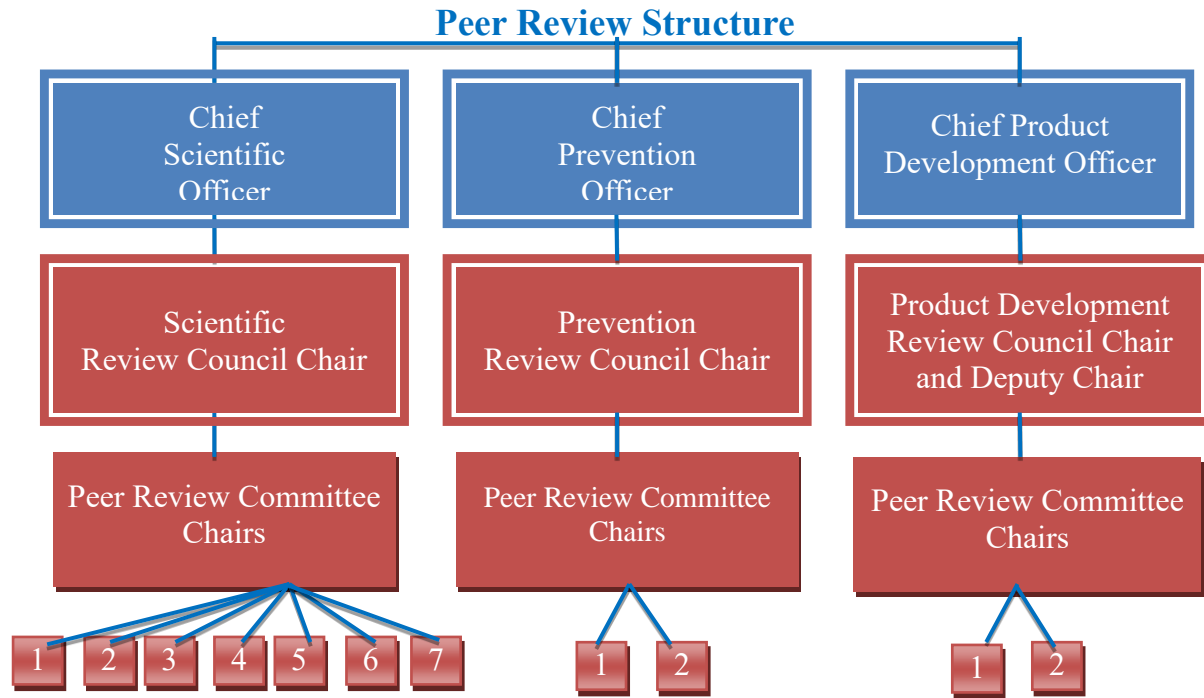 Peer Review Structure
Chief
Scientific
Officer
Chief
Prevention
Officer
Chief Product
Development Officer
Scientific
Review Council Chair
Prevention
Review Council Chair
Product Development
Review Council Chair
and Deputy Chair
Peer Review Committee
Chairs
Peer Review Committee
Chairs
Peer Review Committee
Chairs
1 2 3 4 5 6 7
1 2
1 2